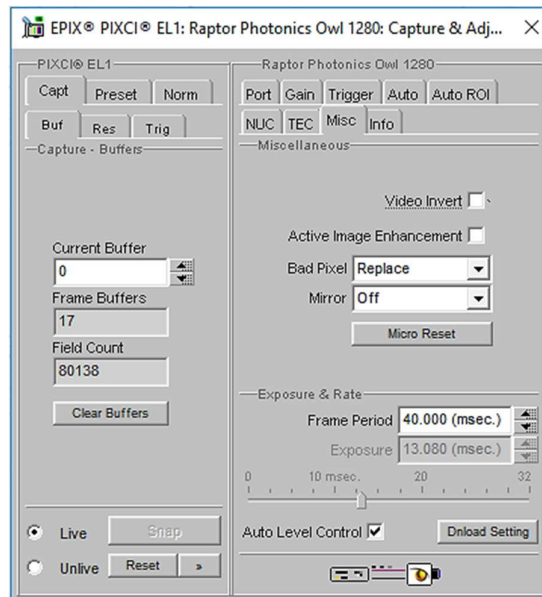 EPIX® PIXCI® EL1: Raptor Photonics Owl 1280: Capture & Adj...
PIXCI® EL1
Capt Preset Norm
Buf Res Trig
Capture - Buffers
Current Buffer
0
Frame Buffers
17
Field Count
80138
Clear Buffers
Live Snap
Unlive Reset »
Raptor Photonics Owl 1280
Port Gain Trigger Auto Auto ROI
NUC TEC Misc Info
Miscellaneous
Video Invert
Active Image Enhancement
Bad Pixel Replace
Mirror Off
Micro Reset
Exposure & Rate
Frame Period 40.000 (msec.)
Exposure 13.080 (msec.)
0 10 msec. 20 32
Auto Level Control Dnload Setting